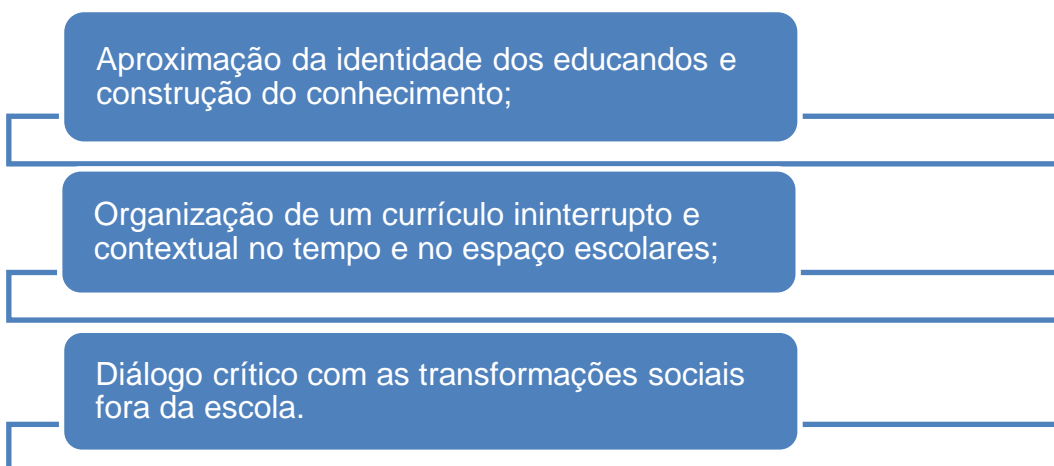 Aproximação da identidade dos educandos e
construção do conhecimento;
Organização de um currículo ininterrupto e
contextual no tempo e no espaço escolares;
Diálogo crítico com as transformações sociais
fora da escola.